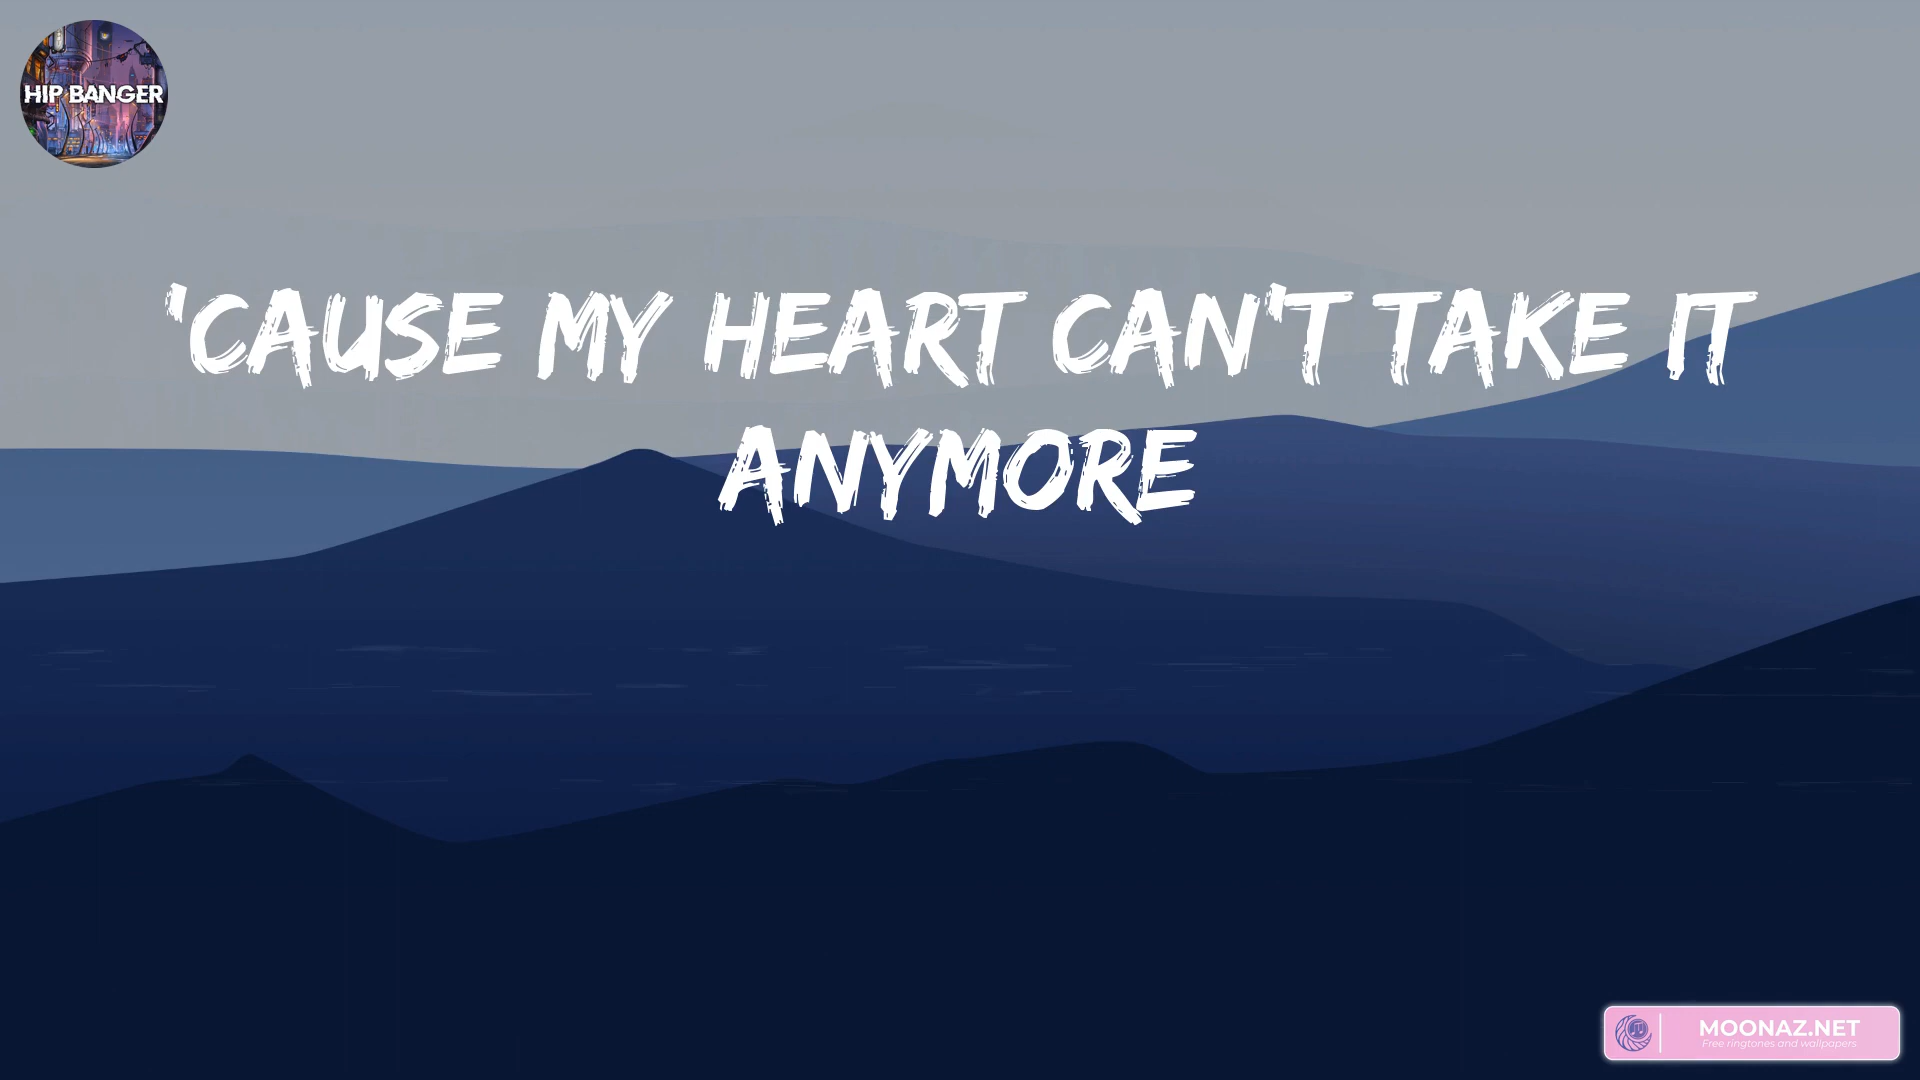 HIP BANGER
'CAUSE MY HEART CAN'T TAKE IT
ANYMORE
MOONAZ.NET
Free ringtones and wallpapers